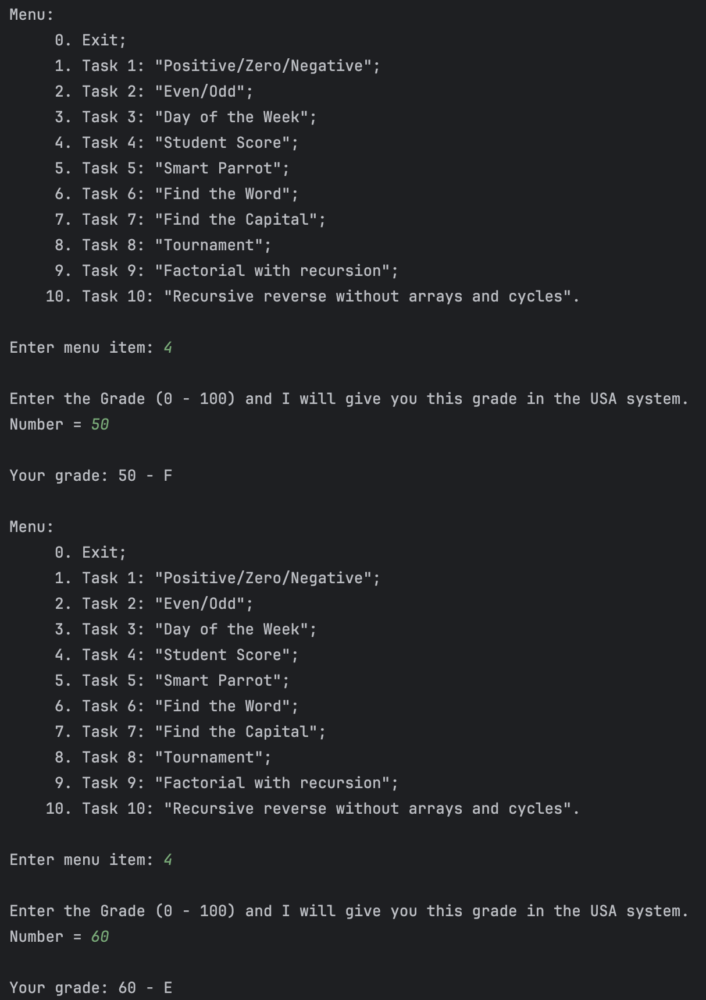 Menu:
     0. Exit;
     1. Task 1: "Positive/Zero/Negative";
     2. Task 2: "Even/Odd";
     3. Task 3: "Day of the Week";
     4. Task 4: "Student Score";
     5. Task 5: "Smart Parrot";
     6. Task 6: "Find the Word";
     7. Task 7: "Find the Capital";
     8. Task 8: "Tournament";
     9. Task 9: "Factorial with recursion";
    10. Task 10: "Recursive reverse without arrays and cycles".

Enter menu item: 4

Enter the Grade (0 - 100) and I will give you this grade in the USA system.
Number = 50

Your grade: 50 - F

Menu:
     0. Exit;
     1. Task 1: "Positive/Zero/Negative";
     2. Task 2: "Even/Odd";
     3. Task 3: "Day of the Week";
     4. Task 4: "Student Score";
     5. Task 5: "Smart Parrot";
     6. Task 6: "Find the Word";
     7. Task 7: "Find the Capital";
     8. Task 8: "Tournament";
     9. Task 9: "Factorial with recursion";
    10. Task 10: "Recursive reverse without arrays and cycles".

Enter menu item: 4

Enter the Grade (0 - 100) and I will give you this grade in the USA system.
Number = 60

Your grade: 60 - E